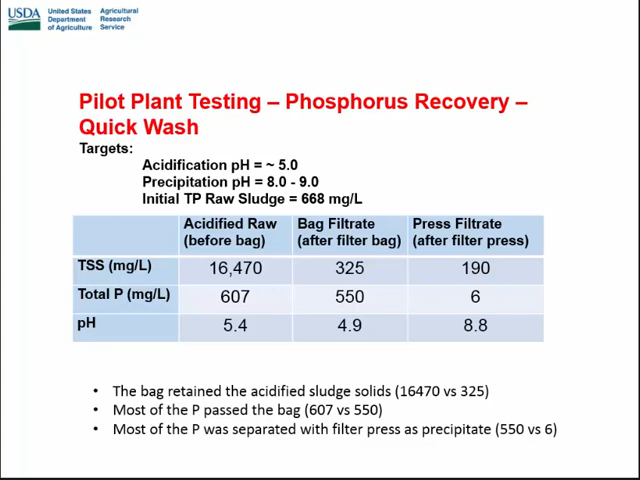 USDA
United States Department of Agriculture
Agricultural Research Service
Pilot Plant Testing – Phosphorus Recovery –
Quick Wash
Targets:
Acidification pH = ~ 5.0
Precipitation pH = 8.0 - 9.0
Initial TP Raw Sludge = 668 mg/L
Acidified Raw (before bag) Bag Filtrate (after filter bag) Press Filtrate (after filter press)
TSS (mg/L) 16,470 325 190
Total P (mg/L) 607 550 6
pH 5.4 4.9 8.8
• The bag retained the acidified sludge solids (16470 vs 325)
• Most of the P passed the bag (607 vs 550)
• Most of the P was separated with filter press as precipitate (550 vs 6)